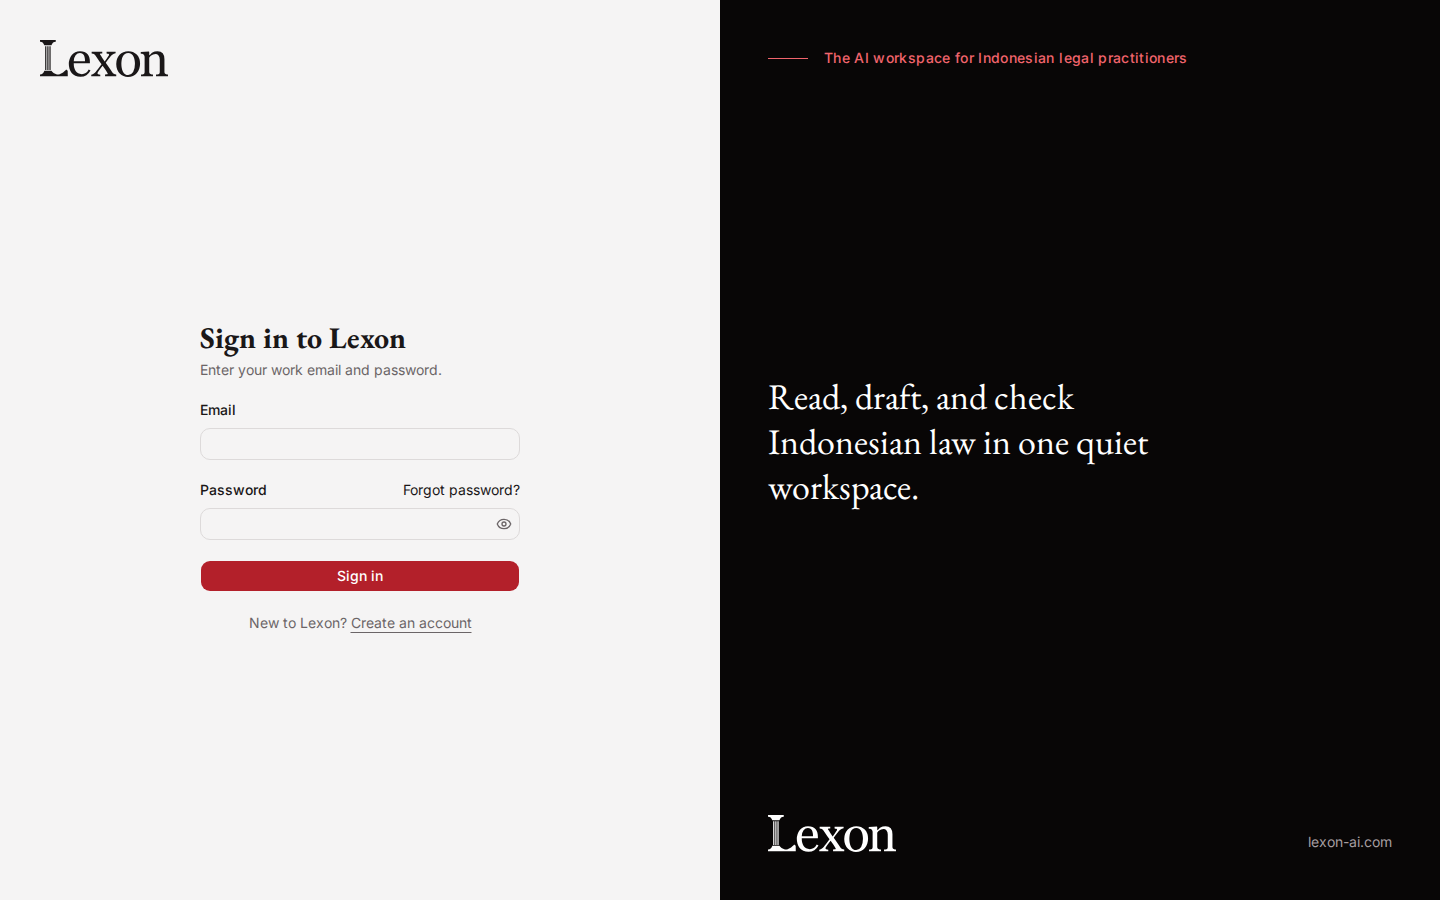 Lexon
Sign in to Lexon
Enter your work email and password.
Email
Password
Forgot password?
Sign in
New to Lexon? Create an account
The AI workspace for Indonesian legal practitioners
Read, draft, and check
Indonesian law in one quiet
workspace.
Lexon
lexon-ai.com